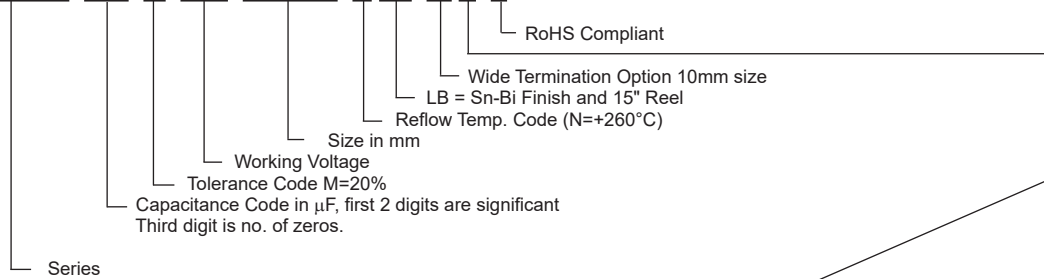 RoHS Compliant
Wide Termination Option 10mm size
LB = Sn-Bi Finish and 15" Reel
Reflow Temp. Code (N=+260°C)
Size in mm
Working Voltage
Tolerance Code M=20%
Capacitance Code in μF, first 2 digits are significant
Third digit is no. of zeros.
Series